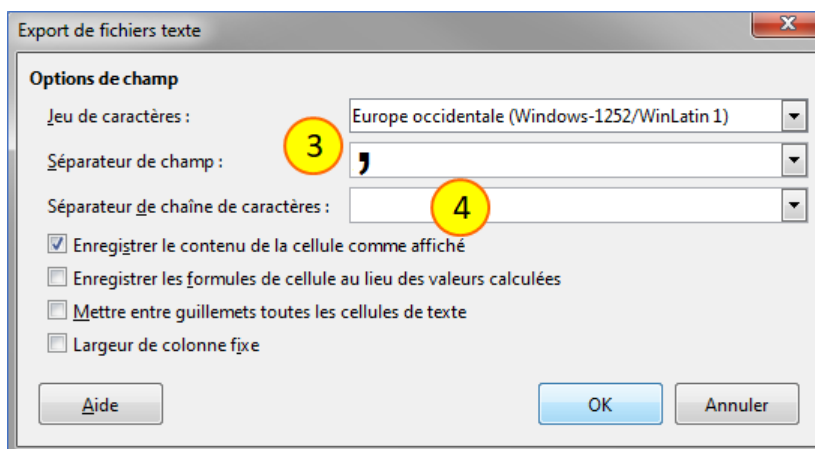 Export de fichiers texte
Options de champ
Jeu de caractères : Europe occidentale (Windows-1252/WinLatin 1)
3
Séparateur de champ : ,
Séparateur de chaîne de caractères : 4
Enregistrer le contenu de la cellule comme affiché
Enregistrer les formules de cellule au lieu des valeurs calculées
Mettre entre guillemets toutes les cellules de texte
Largeur de colonne fixe
Aide OK Annuler